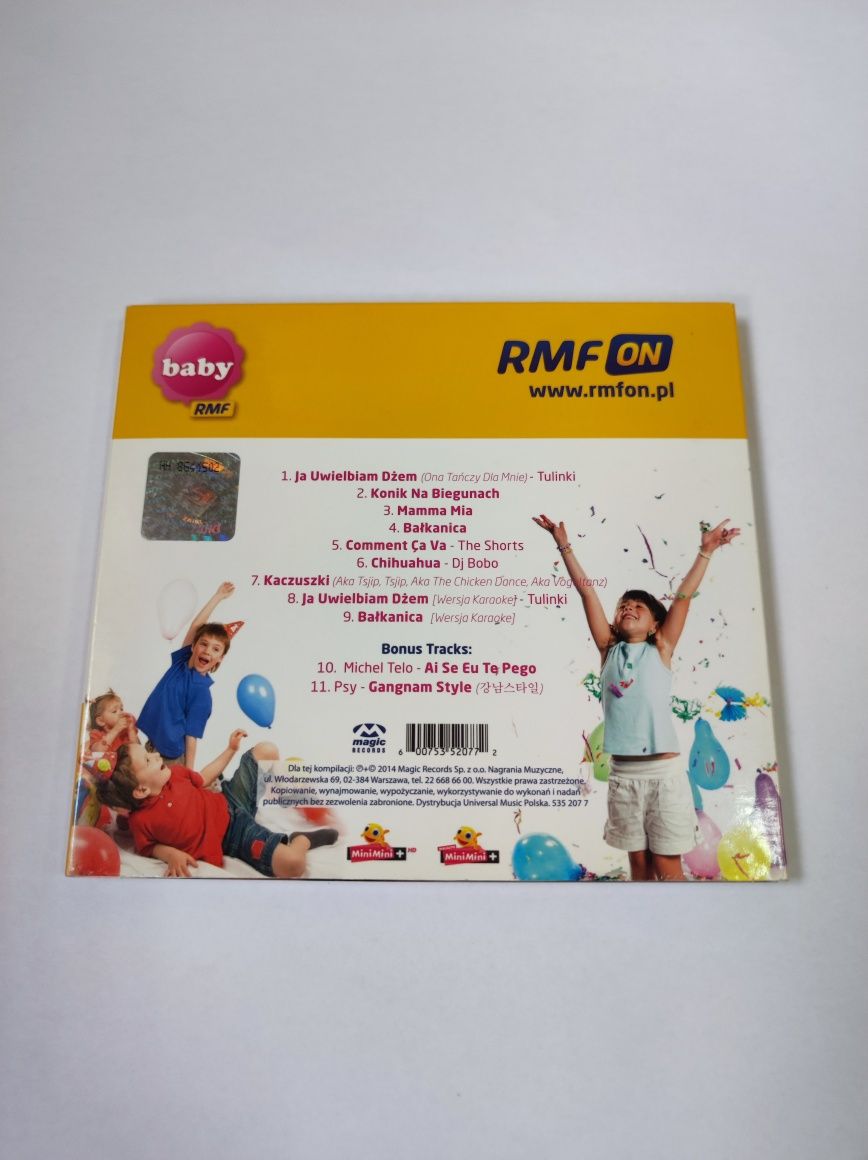 baby
RMF
RMF ON
www.rmfon.pl
1. Ja Uwielbiam Dżem (Ona Tańczy Dla Mnie) - Tulinki
2. Konik Na Biegunach
3. Mamma Mia
4. Bałkanica
5. Comment Ça Va - The Shorts
6. Chihuahua - Dj Bobo
7. Kaczuszki (Aka Tsjip, Tsjip, Aka The Chicken Dance, Aka Vogeltanz)
8. Ja Uwielbiam Dżem [Wersja Karaoke] - Tulinki
9. Bałkanica [Wersja Karaoke]
Bonus Tracks:
10. Michel Telo - Ai Se Eu Te Pego
11. Psy - Gangnam Style (강남스타일)
magic
RECORDS
6 00753 52077 2
Dla tej kompilacji: ℗+© 2014 Magic Records Sp. z o.o. Nagrania Muzyczne,
ul. Włodarzewska 69, 02-384 Warszawa, tel. 22 668 66 00. Wszystkie prawa zastrzeżone.
Kopiowanie, wynajmowanie, wypożyczanie, wykorzystywanie do wykonań i nadań
publicznych bez zezwolenia zabronione. Dystrybucja Universal Music Polska. 535 207 7
MiniMini + HD
MiniMini +